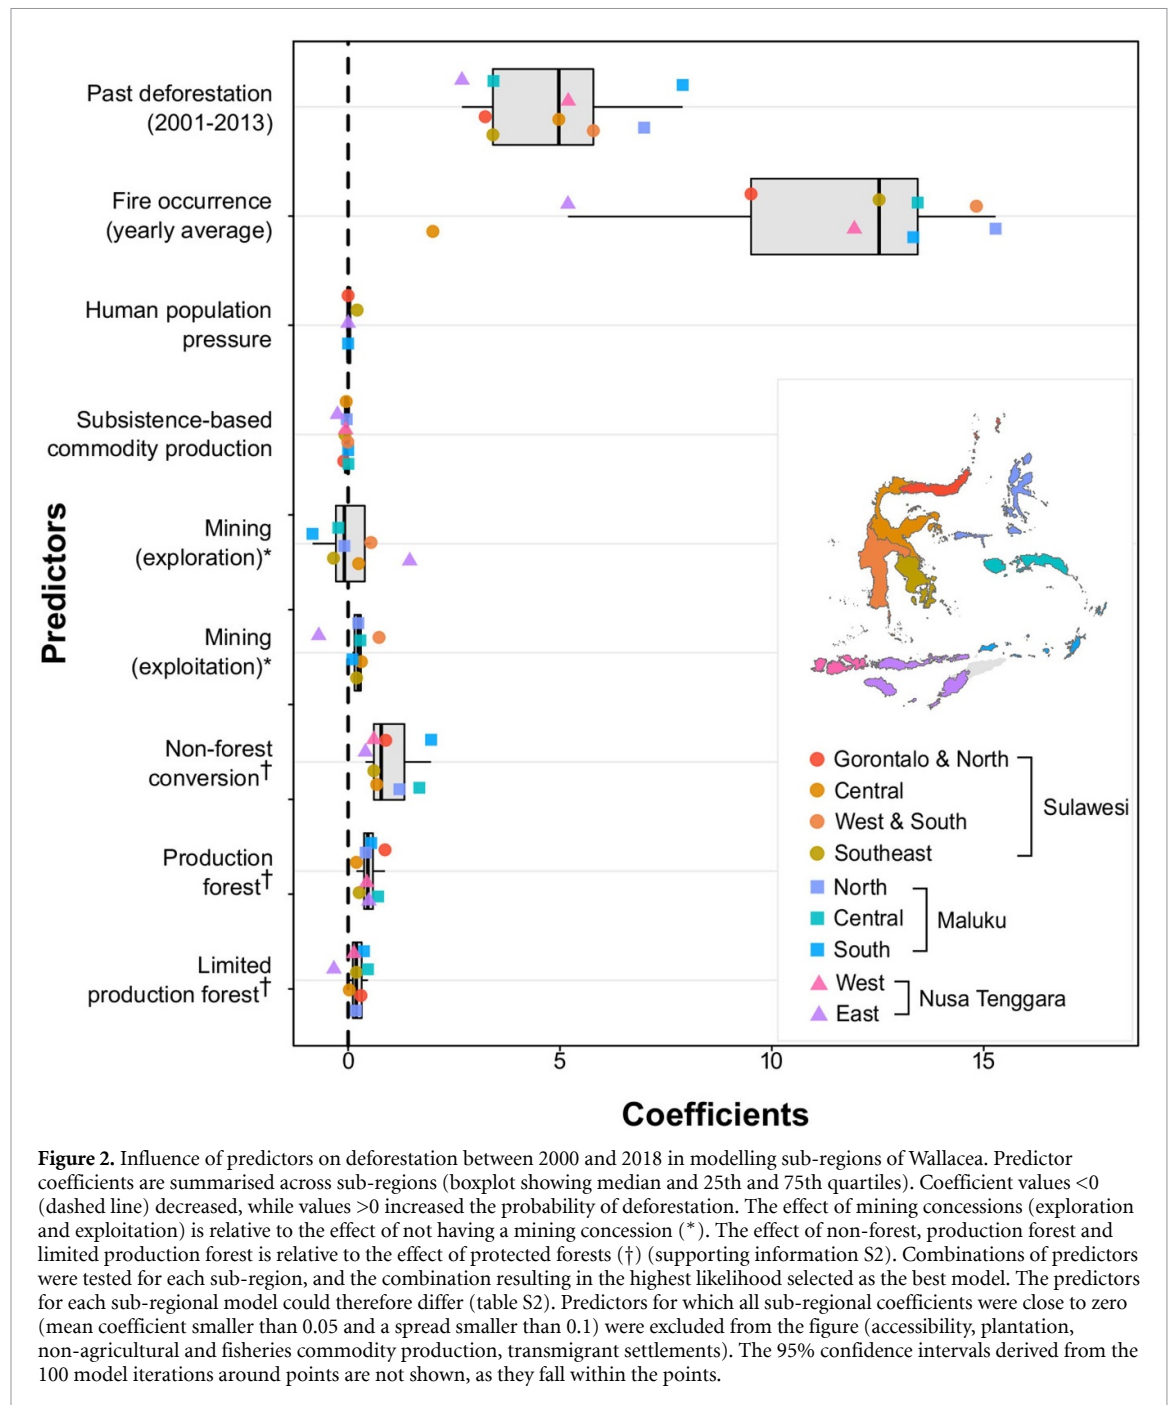 Past deforestation
(2001-2013)
Fire occurrence
(yearly average)
Human population
pressure
Subsistence-based
commodity production
Mining
(exploration)*
Mining
(exploitation)*
Non-forest
conversion†
Production
forest†
Limited
production forest†
Predictors
Gorontalo & North
Central
West & South
Southeast
Sulawesi
North
Central
South
Maluku
West
East
Nusa Tenggara
0 5 10 15
Coefficients
Figure 2. Influence of predictors on deforestation between 2000 and 2018 in modelling sub-regions of Wallacea. Predictor
coefficients are summarised across sub-regions (boxplot showing median and 25th and 75th quartiles). Coefficient values <0
(dashed line) decreased, while values >0 increased the probability of deforestation. The effect of mining concessions (exploration
and exploitation) is relative to the effect of not having a mining concession (*). The effect of non-forest, production forest and
limited production forest is relative to the effect of protected forests (†) (supporting information S2). Combinations of predictors
were tested for each sub-region, and the combination resulting in the highest likelihood selected as the best model. The predictors
for each sub-regional model could therefore differ (table S2). Predictors for which all sub-regional coefficients were close to zero
(mean coefficient smaller than 0.05 and a spread smaller than 0.1) were excluded from the figure (accessibility, plantation,
non-agricultural and fisheries commodity production, transmigrant settlements). The 95% confidence intervals derived from the
100 model iterations around points are not shown, as they fall within the points.